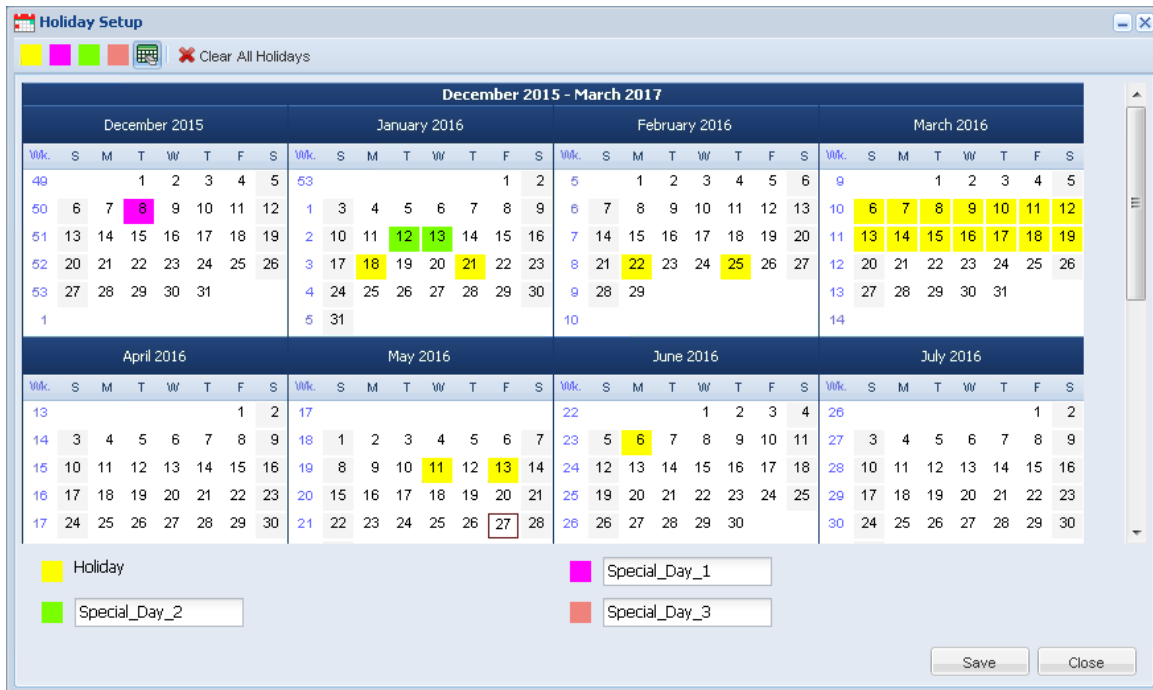 Holiday Setup
Clear All Holidays
December 2015 - March 2017
December 2015 January 2016 February 2016 March 2016
Wk. S M T W T F S Wk. S M T W T F S Wk. S M T W T F S Wk. S M T W T F S
49 1 2 3 4 5 53 1 2 5 1 2 3 4 5 6 9 1 2 3 4 5
50 6 7 8 9 10 11 12 1 3 4 5 6 7 8 9 6 7 8 9 10 11 12 13 10 6 7 8 9 10 11 12
51 13 14 15 16 17 18 19 2 10 11 12 13 14 15 16 7 14 15 16 17 18 19 20 11 13 14 15 16 17 18 19
52 20 21 22 23 24 25 26 3 17 18 19 20 21 22 23 8 21 22 23 24 25 26 27 12 20 21 22 23 24 25 26
53 27 28 29 30 31 4 24 25 26 27 28 29 30 9 28 29 13 27 28 29 30 31
1 5 31 10 14
April 2016 May 2016 June 2016 July 2016
Wk. S M T W T F S Wk. S M T W T F S Wk. S M T W T F S Wk. S M T W T F S
13 1 2 17 22 1 2 3 4 26 1 2
14 3 4 5 6 7 8 9 18 1 2 3 4 5 6 7 23 5 6 7 8 9 10 11 27 3 4 5 6 7 8 9
15 10 11 12 13 14 15 16 19 8 9 10 11 12 13 14 24 12 13 14 15 16 17 18 28 10 11 12 13 14 15 16
16 17 18 19 20 21 22 23 20 15 16 17 18 19 20 21 25 19 20 21 22 23 24 25 29 17 18 19 20 21 22 23
17 24 25 26 27 28 29 30 21 22 23 24 25 26 27 28 26 26 27 28 29 30 30 24 25 26 27 28 29 30
Holiday Special_Day_1
Special_Day_2 Special_Day_3
Save Close